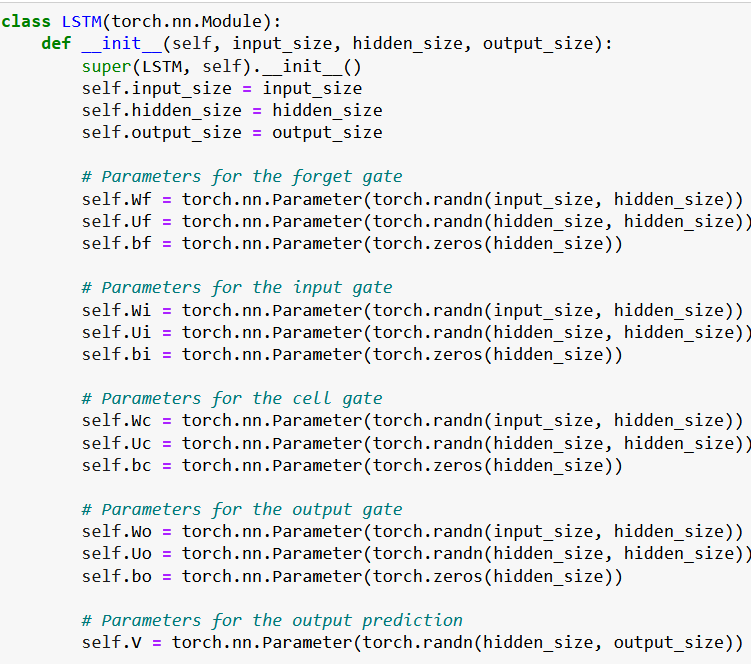 class LSTM(torch.nn.Module):
    def __init__(self, input_size, hidden_size, output_size):
        super(LSTM, self).__init__()
        self.input_size = input_size
        self.hidden_size = hidden_size
        self.output_size = output_size

        # Parameters for the forget gate
        self.Wf = torch.nn.Parameter(torch.randn(input_size, hidden_size))
        self.Uf = torch.nn.Parameter(torch.randn(hidden_size, hidden_size))
        self.bf = torch.nn.Parameter(torch.zeros(hidden_size))

        # Parameters for the input gate
        self.Wi = torch.nn.Parameter(torch.randn(input_size, hidden_size))
        self.Ui = torch.nn.Parameter(torch.randn(hidden_size, hidden_size))
        self.bi = torch.nn.Parameter(torch.zeros(hidden_size))

        # Parameters for the cell gate
        self.Wc = torch.nn.Parameter(torch.randn(input_size, hidden_size))
        self.Uc = torch.nn.Parameter(torch.randn(hidden_size, hidden_size))
        self.bc = torch.nn.Parameter(torch.zeros(hidden_size))

        # Parameters for the output gate
        self.Wo = torch.nn.Parameter(torch.randn(input_size, hidden_size))
        self.Uo = torch.nn.Parameter(torch.randn(hidden_size, hidden_size))
        self.bo = torch.nn.Parameter(torch.zeros(hidden_size))

        # Parameters for the output prediction
        self.V = torch.nn.Parameter(torch.randn(hidden_size, output_size))